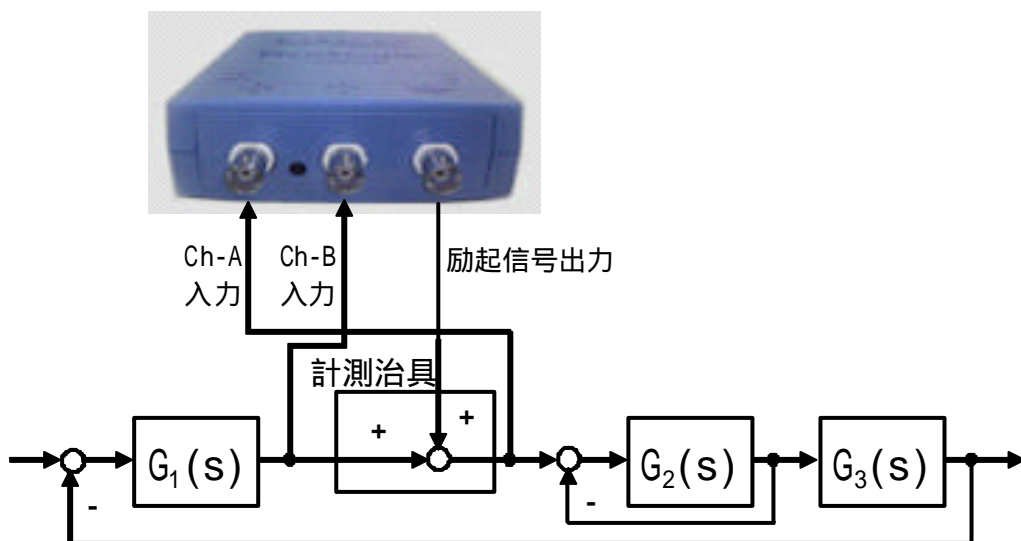 Ch-A
入力
Ch-B
入力
励起信号出力
計測治具
+
+
G₁(s)
-
G₂(s)
-
G₃(s)